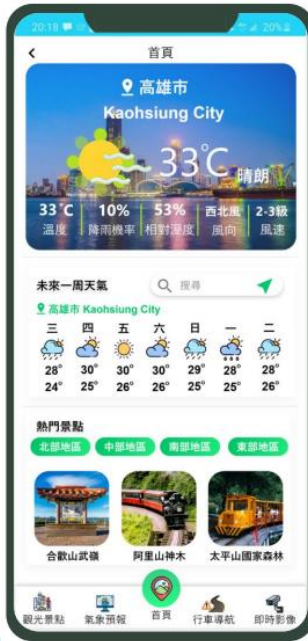 20:18
20%
首頁
高雄市
Kaohsiung City
33℃ 晴朗
33℃ 10% 53% 西北風 2-3級
溫度 降雨機率 相對溼度 風向 風速
未來一周天氣 搜尋
高雄市 Kaohsiung City
三 四 五 六 日 一 二
28° 30° 30° 30° 29° 28° 28°
24° 25° 26° 26° 28° 25° 26°
熱門景點
北部地區 中部地區 南部地區 東部地區
合歡山武嶺 阿里山神木 太平山國家森林
觀光景點 氣象預報 首頁 行車導航 即時影像